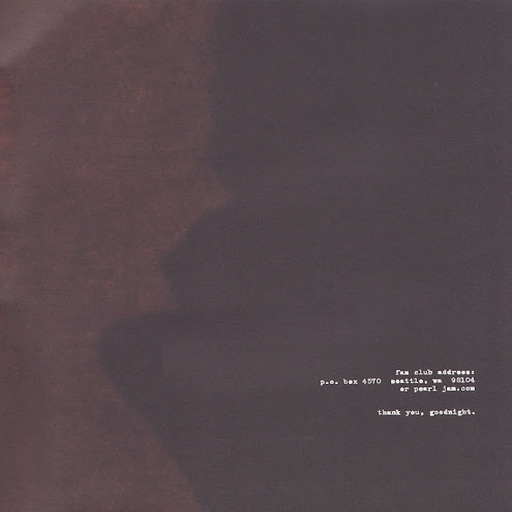 fan club address:
p.o. box 4570 seattle, wa 98104
or pearl jam.com
thank you, goodnight.